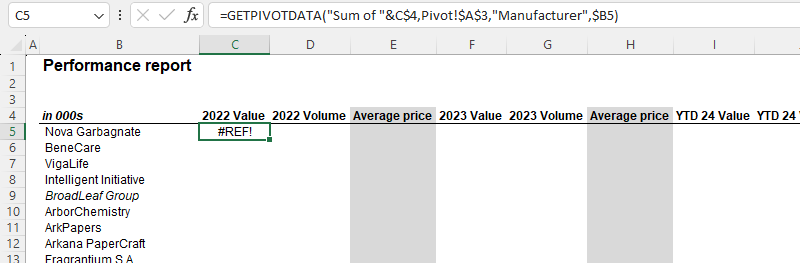 C5 fx =GETPIVOTDATA("Sum of "&C$4,Pivot!$A$3,"Manufacturer",$B5)
A B C D E F G H I
1 Performance report
2
3
4 in 000s 2022 Value 2022 Volume Average price 2023 Value 2023 Volume Average price YTD 24 Value YTD 24
5 Nova Garbagnate #REF!
6 BeneCare
7 VigaLife
8 Intelligent Initiative
9 BroadLeaf Group
10 ArborChemistry
11 ArkPapers
12 Arkana PaperCraft
13 Fragrantium S.A.